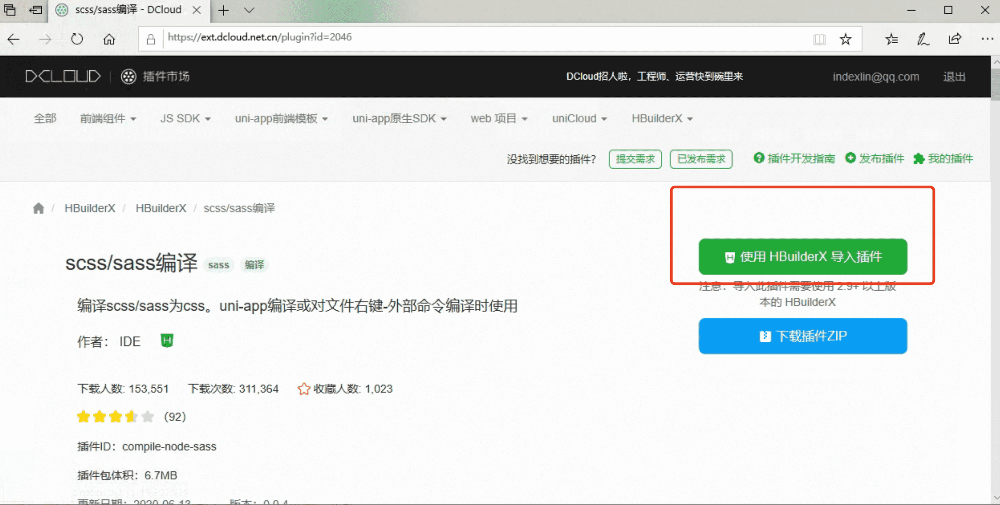 scss/sass编译 - DCloud
https://ext.dcloud.net.cn/plugin?id=2046
DCLOUD 插件市场 DCloud招人啦，工程师、运营快到碗里来 indexlin@qq.com 退出
全部 前端组件 JS SDK uni-app前端模板 uni-app原生SDK web 项目 uniCloud HBuilderX
没找到想要的插件? 提交需求 已发布需求 插件开发指南 发布插件 我的插件
/ HBuilderX / HBuilderX / scss/sass编译
使用 HBuilderX 导入插件
scss/sass编译 sass 编译
注意：导入此插件需要使用 2.9+ 以上版
本的 HBuilderX
编译scss/sass为css。uni-app编译或对文件右键-外部命令编译时使用
下载插件ZIP
作者： IDE
下载人数: 153,551 下载次数: 311,364 收藏人数: 1,023
(92)
插件ID：compile-node-sass
插件包体积：6.7MB
更新日期：2020-06-13 版本：0.0.4